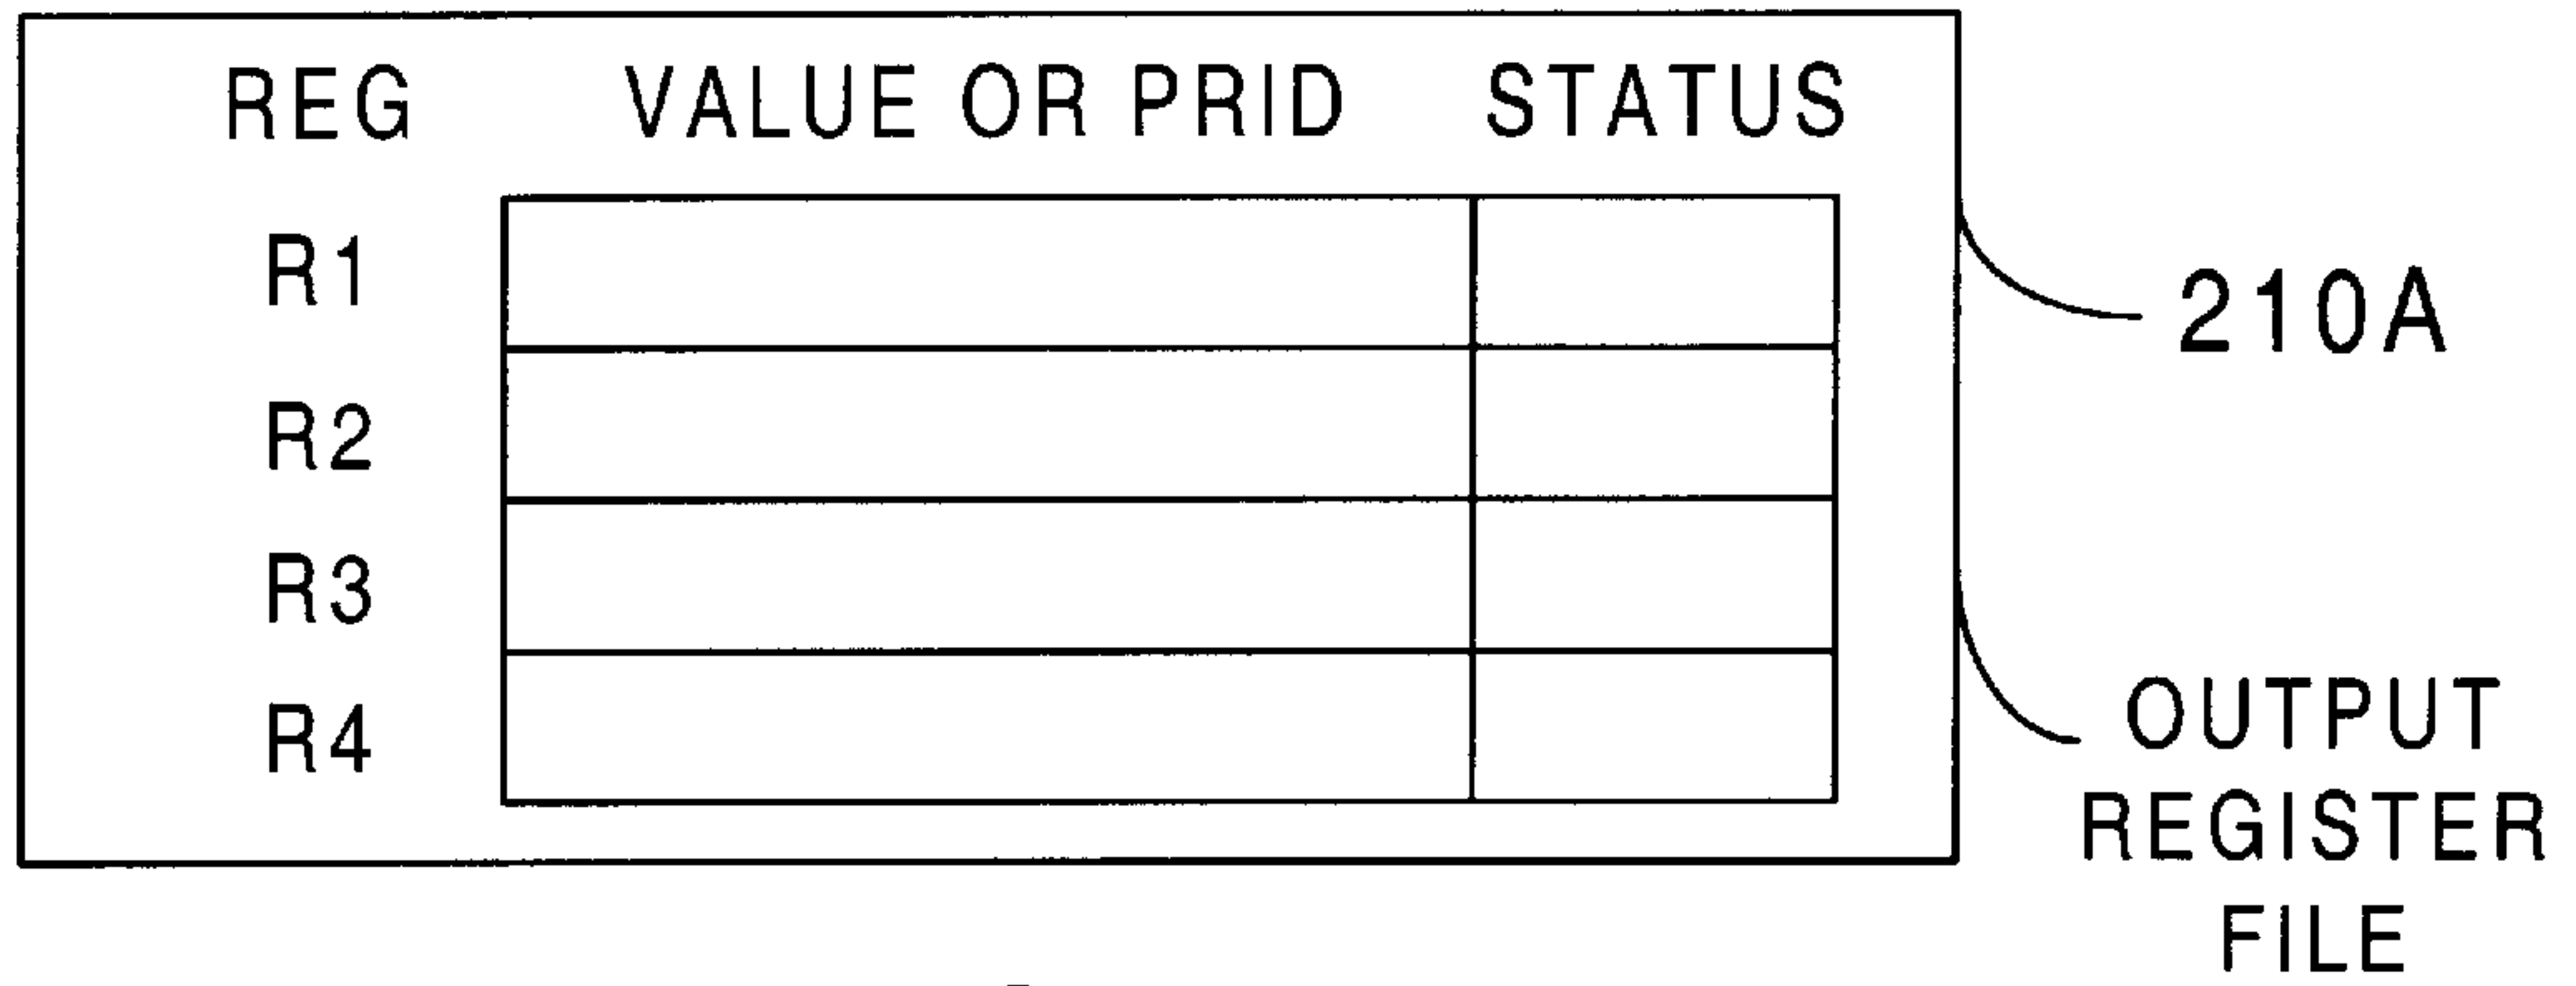 REG VALUE OR PRID STATUS
R1
210A
R2
R3
R4
OUTPUT
REGISTER
FILE